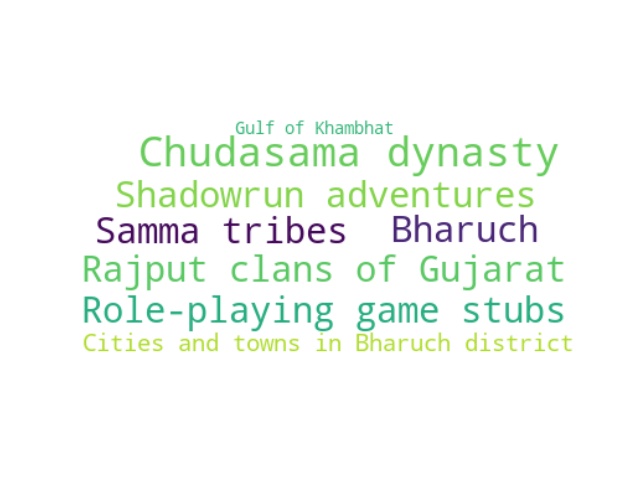 Gulf of Khambhat
Chudasama dynasty
Shadowrun adventures
Samma tribes Bharuch
Rajput clans of Gujarat
Role-playing game stubs
Cities and towns in Bharuch district